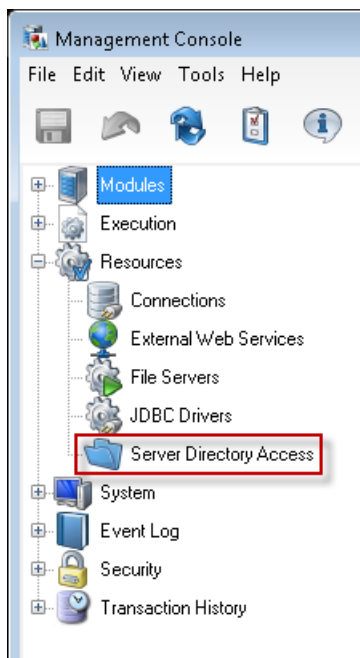 Management Console
File Edit View Tools Help
Modules
Execution
Resources
Connections
External Web Services
File Servers
JDBC Drivers
Server Directory Access
System
Event Log
Security
Transaction History